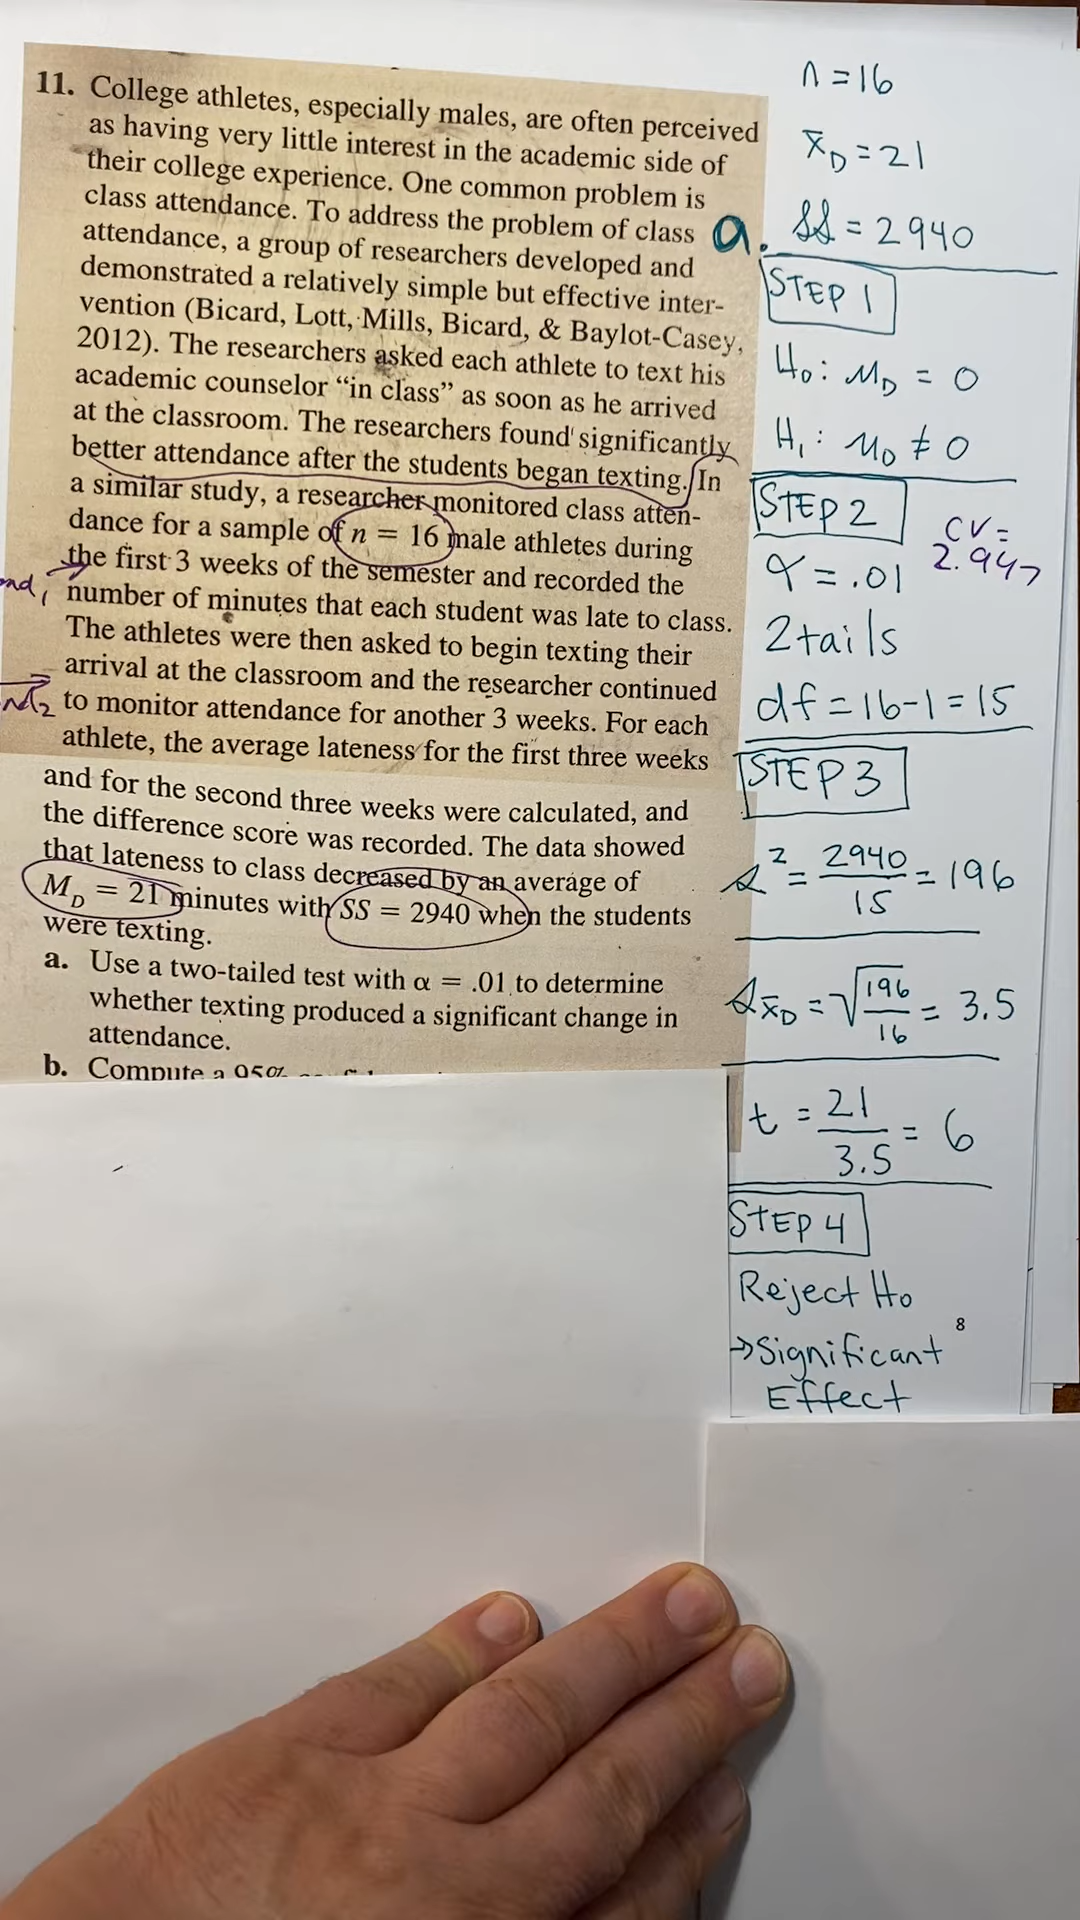 11. College athletes, especially males, are often perceived
as having very little interest in the academic side of
their college experience. One common problem is
class attendance. To address the problem of class
attendance, a group of researchers developed and
demonstrated a relatively simple but effective inter-
vention (Bicard, Lott, Mills, Bicard, & Baylot-Casey,
2012). The researchers asked each athlete to text his
academic counselor “in class” as soon as he arrived
at the classroom. The researchers found significantly
better attendance after the students began texting. In
a similar study, a researcher monitored class atten-
dance for a sample of n = 16 male athletes during
the first 3 weeks of the semester and recorded the
number of minutes that each student was late to class.
The athletes were then asked to begin texting their
arrival at the classroom and the researcher continued
to monitor attendance for another 3 weeks. For each
athlete, the average lateness for the first three weeks
and for the second three weeks were calculated, and
the difference score was recorded. The data showed
that lateness to class decreased by an average of
M_D = 21 minutes with SS = 2940 when the students
were texting.
a. Use a two-tailed test with α = .01 to determine
whether texting produced a significant change in
attendance.
b. Compute a 95%
n = 16
x̄_D = 21
a. SS = 2940
STEP 1
H₀: μ_D = 0
H₁: μ_D ≠ 0
STEP 2
CV =
2.947
α = .01
2 tails
df = 16-1 = 15
STEP 3
s² = 2940/15 = 196
s_x̄D = √196/16 = 3.5
t = 21/3.5 = 6
STEP 4
Reject H₀
8
→ Significant
Effect